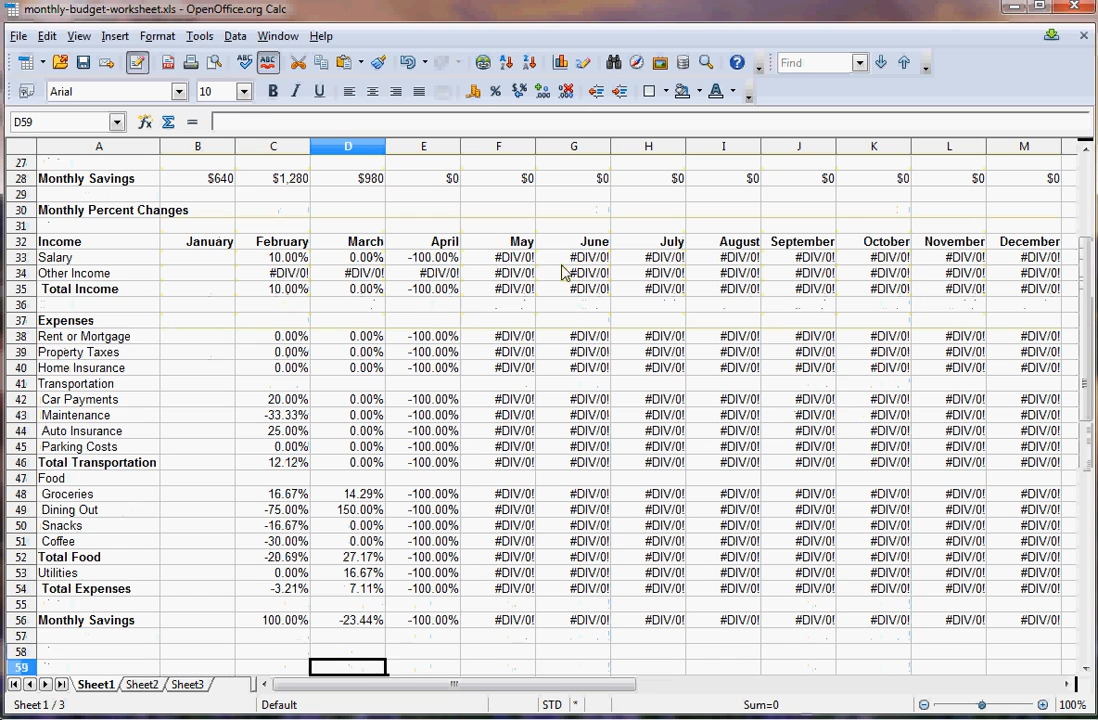 monthly-budget-worksheet.xls - OpenOffice.org Calc
File Edit View Insert Format Tools Data Window Help
Find
Arial 10
D59
A B C D E F G H I J K L M
27
28 Monthly Savings $640 $1,280 $980 $0 $0 $0 $0 $0 $0 $0 $0 $0
29
30 Monthly Percent Changes
31
32 Income January February March April May June July August September October November December
33 Salary 10.00% 0.00% -100.00% #DIV/0! #DIV/0! #DIV/0! #DIV/0! #DIV/0! #DIV/0! #DIV/0! #DIV/0!
34 Other Income #DIV/0! #DIV/0! #DIV/0! #DIV/0! #DIV/0! #DIV/0! #DIV/0! #DIV/0! #DIV/0! #DIV/0! #DIV/0!
35 Total Income 10.00% 0.00% -100.00% #DIV/0! #DIV/0! #DIV/0! #DIV/0! #DIV/0! #DIV/0! #DIV/0! #DIV/0!
36
37 Expenses
38 Rent or Mortgage 0.00% 0.00% -100.00% #DIV/0! #DIV/0! #DIV/0! #DIV/0! #DIV/0! #DIV/0! #DIV/0! #DIV/0!
39 Property Taxes 0.00% 0.00% -100.00% #DIV/0! #DIV/0! #DIV/0! #DIV/0! #DIV/0! #DIV/0! #DIV/0! #DIV/0!
40 Home Insurance 0.00% 0.00% -100.00% #DIV/0! #DIV/0! #DIV/0! #DIV/0! #DIV/0! #DIV/0! #DIV/0! #DIV/0!
41 Transportation
42 Car Payments 20.00% 0.00% -100.00% #DIV/0! #DIV/0! #DIV/0! #DIV/0! #DIV/0! #DIV/0! #DIV/0! #DIV/0!
43 Maintenance -33.33% 0.00% -100.00% #DIV/0! #DIV/0! #DIV/0! #DIV/0! #DIV/0! #DIV/0! #DIV/0! #DIV/0!
44 Auto Insurance 25.00% 0.00% -100.00% #DIV/0! #DIV/0! #DIV/0! #DIV/0! #DIV/0! #DIV/0! #DIV/0! #DIV/0!
45 Parking Costs 0.00% 0.00% -100.00% #DIV/0! #DIV/0! #DIV/0! #DIV/0! #DIV/0! #DIV/0! #DIV/0! #DIV/0!
46 Total Transportation 12.12% 0.00% -100.00% #DIV/0! #DIV/0! #DIV/0! #DIV/0! #DIV/0! #DIV/0! #DIV/0! #DIV/0!
47 Food
48 Groceries 16.67% 14.29% -100.00% #DIV/0! #DIV/0! #DIV/0! #DIV/0! #DIV/0! #DIV/0! #DIV/0! #DIV/0!
49 Dining Out -75.00% 150.00% -100.00% #DIV/0! #DIV/0! #DIV/0! #DIV/0! #DIV/0! #DIV/0! #DIV/0! #DIV/0!
50 Snacks -16.67% 0.00% -100.00% #DIV/0! #DIV/0! #DIV/0! #DIV/0! #DIV/0! #DIV/0! #DIV/0! #DIV/0!
51 Coffee -30.00% 0.00% -100.00% #DIV/0! #DIV/0! #DIV/0! #DIV/0! #DIV/0! #DIV/0! #DIV/0! #DIV/0!
52 Total Food -20.69% 27.17% -100.00% #DIV/0! #DIV/0! #DIV/0! #DIV/0! #DIV/0! #DIV/0! #DIV/0! #DIV/0!
53 Utilities 0.00% 16.67% -100.00% #DIV/0! #DIV/0! #DIV/0! #DIV/0! #DIV/0! #DIV/0! #DIV/0! #DIV/0!
54 Total Expenses -3.21% 7.11% -100.00% #DIV/0! #DIV/0! #DIV/0! #DIV/0! #DIV/0! #DIV/0! #DIV/0! #DIV/0!
55
56 Monthly Savings 100.00% -23.44% -100.00% #DIV/0! #DIV/0! #DIV/0! #DIV/0! #DIV/0! #DIV/0! #DIV/0! #DIV/0!
57
58
59
Sheet1 Sheet2 Sheet3
Sheet 1 / 3 Default STD * Sum=0 100%